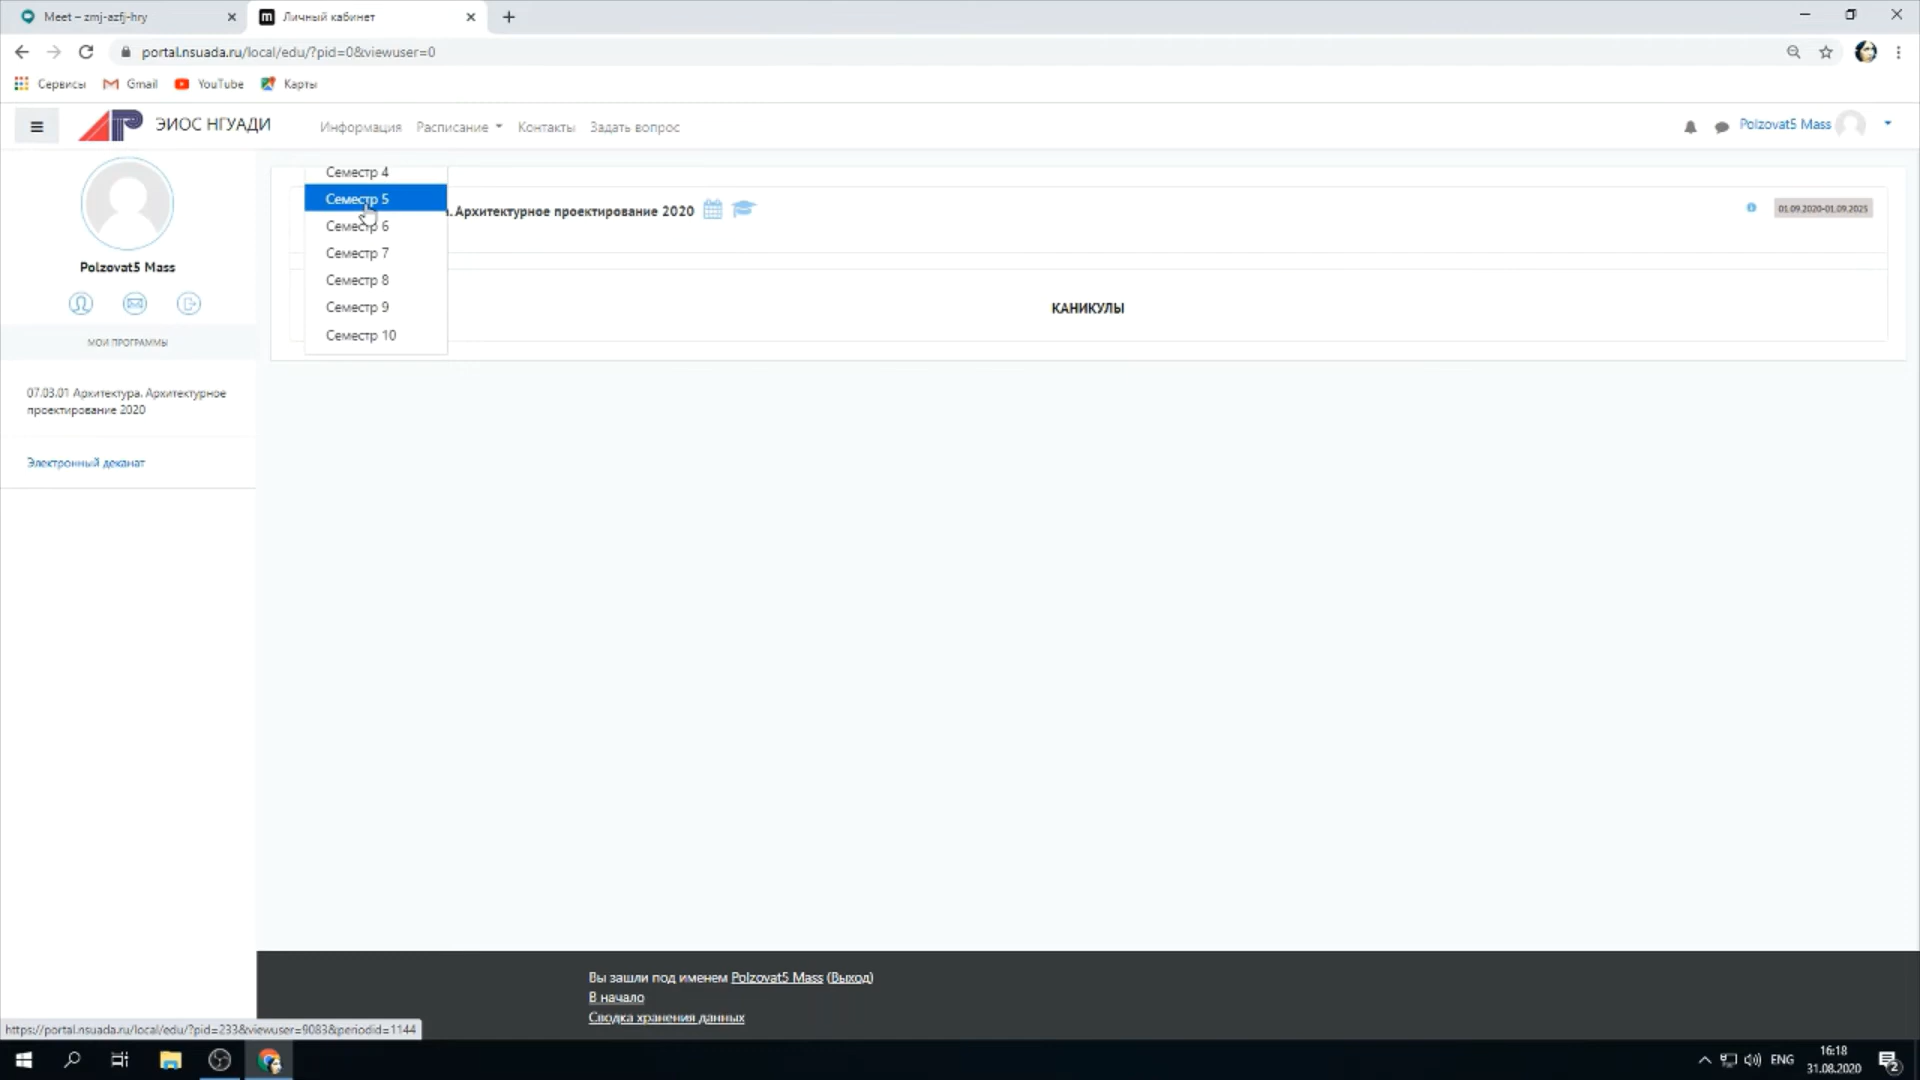 Meet – zmj-azfj-hry
Личный кабинет
portal.nsuada.ru/local/edu/?pid=0&viewuser=0
Сервисы
Gmail
YouTube
Карты
ЭИОС НГУАДИ
Информация
Расписание
Контакты
Задать вопрос
Polzovat5 Mass
Семестр 4
Семестр 5
Семестр 6
Семестр 7
Семестр 8
Семестр 9
Семестр 10
. Архитектурное проектирование 2020
01.09.2020-01.09.2025
КАНИКУЛЫ
Polzovat5 Mass
МОИ ПРОГРАММЫ
07.03.01 Архитектура. Архитектурное
проектирование 2020
Электронный деканат
Вы зашли под именем Polzovat5 Mass (Выход)
В начало
Сводка хранения данных
https://portal.nsuada.ru/local/edu/?pid=233&viewuser=9083&periodid=1144
ENG
16:18
31.08.2020
2